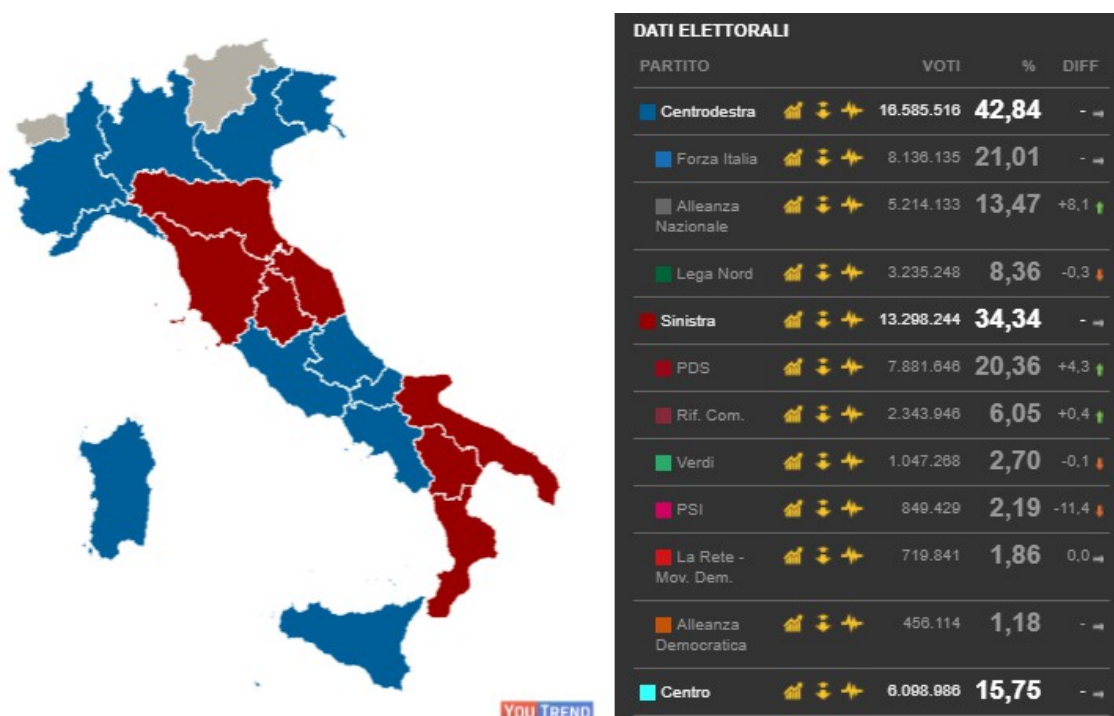 DATI ELETTORALI
PARTITO VOTI % DIFF
Centrodestra 16.585.516 42,84 -
Forza Italia 8.136.135 21,01 -
Alleanza Nazionale 5.214.133 13,47 +8,1
Lega Nord 3.235.248 8,36 -0,3
Sinistra 13.298.244 34,34 -
PDS 7.881.646 20,36 +4,3
Rif. Com. 2.343.946 6,05 +0,4
Verdi 1.047.268 2,70 -0,1
PSI 849.429 2,19 -11,4
La Rete - Mov. Dem. 719.841 1,86 0,0
Alleanza Democratica 456.114 1,18 -
Centro 6.098.986 15,75 -
YOU TREND